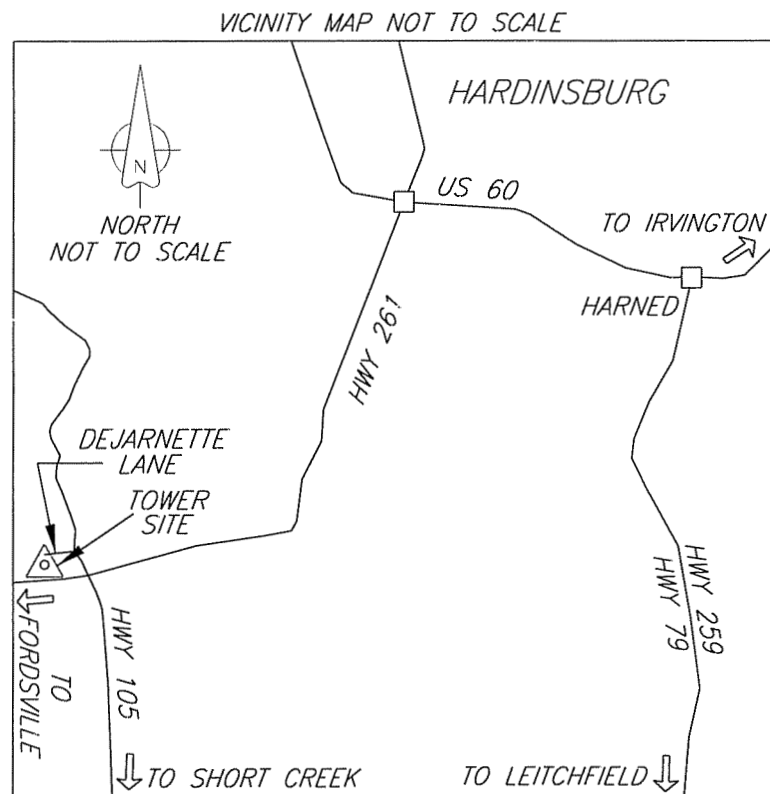 VICINITY MAP NOT TO SCALE
HARDINSBURG
N
NORTH
NOT TO SCALE
US 60
TO IRVINGTON
HARNED
HWY 261
DEJARNETTE
LANE
TOWER
SITE
HWY 259
HWY 79
TO
FORDSVILLE
HWY 105
TO SHORT CREEK
TO LEITCHFIELD